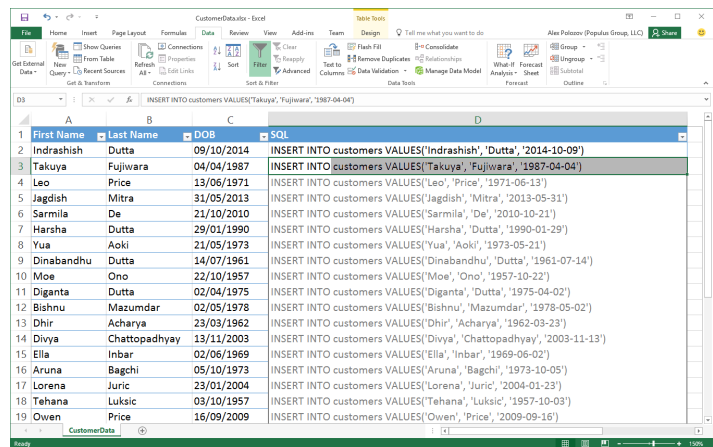 CustomerData.xlsx - Excel
Table Tools
File Home Insert Page Layout Formulas Data Review View Add-ins Team Design Tell me what you want to do Alex Polozov (Populus Group, LLC) Share
Get External Data
New Query
Show Queries
From Table
Recent Sources
Get & Transform
Refresh All
Connections
Properties
Edit Links
Connections
Sort
Filter
Clear
Reapply
Advanced
Sort & Filter
Text to Columns
Flash Fill
Remove Duplicates
Data Validation
Consolidate
Relationships
Manage Data Model
Data Tools
What-If Analysis
Forecast Sheet
Forecast
Group
Ungroup
Subtotal
Outline
D3 fx INSERT INTO customers VALUES('Takuya', 'Fujiwara', '1987-04-04')
A B C D
1 First Name Last Name DOB SQL
2 Indrashish Dutta 09/10/2014 INSERT INTO customers VALUES('Indrashish', 'Dutta', '2014-10-09')
3 Takuya Fujiwara 04/04/1987 INSERT INTO customers VALUES('Takuya', 'Fujiwara', '1987-04-04')
4 Leo Price 13/06/1971 INSERT INTO customers VALUES('Leo', 'Price', '1971-06-13')
5 Jagdish Mitra 31/05/2013 INSERT INTO customers VALUES('Jagdish', 'Mitra', '2013-05-31')
6 Sarmila De 21/10/2010 INSERT INTO customers VALUES('Sarmila', 'De', '2010-10-21')
7 Harsha Dutta 29/01/1990 INSERT INTO customers VALUES('Harsha', 'Dutta', '1990-01-29')
8 Yua Aoki 21/05/1973 INSERT INTO customers VALUES('Yua', 'Aoki', '1973-05-21')
9 Dinabandhu Dutta 14/07/1961 INSERT INTO customers VALUES('Dinabandhu', 'Dutta', '1961-07-14')
10 Moe Ono 22/10/1957 INSERT INTO customers VALUES('Moe', 'Ono', '1957-10-22')
11 Diganta Dutta 02/04/1975 INSERT INTO customers VALUES('Diganta', 'Dutta', '1975-04-02')
12 Bishnu Mazumdar 02/05/1978 INSERT INTO customers VALUES('Bishnu', 'Mazumdar', '1978-05-02')
13 Dhir Acharya 23/03/1962 INSERT INTO customers VALUES('Dhir', 'Acharya', '1962-03-23')
14 Divya Chattopadhyay 13/11/2003 INSERT INTO customers VALUES('Divya', 'Chattopadhyay', '2003-11-13')
15 Ella Inbar 02/06/1969 INSERT INTO customers VALUES('Ella', 'Inbar', '1969-06-02')
16 Aruna Bagchi 05/10/1973 INSERT INTO customers VALUES('Aruna', 'Bagchi', '1973-10-05')
17 Lorena Juric 23/01/2004 INSERT INTO customers VALUES('Lorena', 'Juric', '2004-01-23')
18 Tehana Luksic 03/10/1957 INSERT INTO customers VALUES('Tehana', 'Luksic', '1957-10-03')
19 Owen Price 16/09/2009 INSERT INTO customers VALUES('Owen', 'Price', '2009-09-16')
CustomerData
Ready 150%